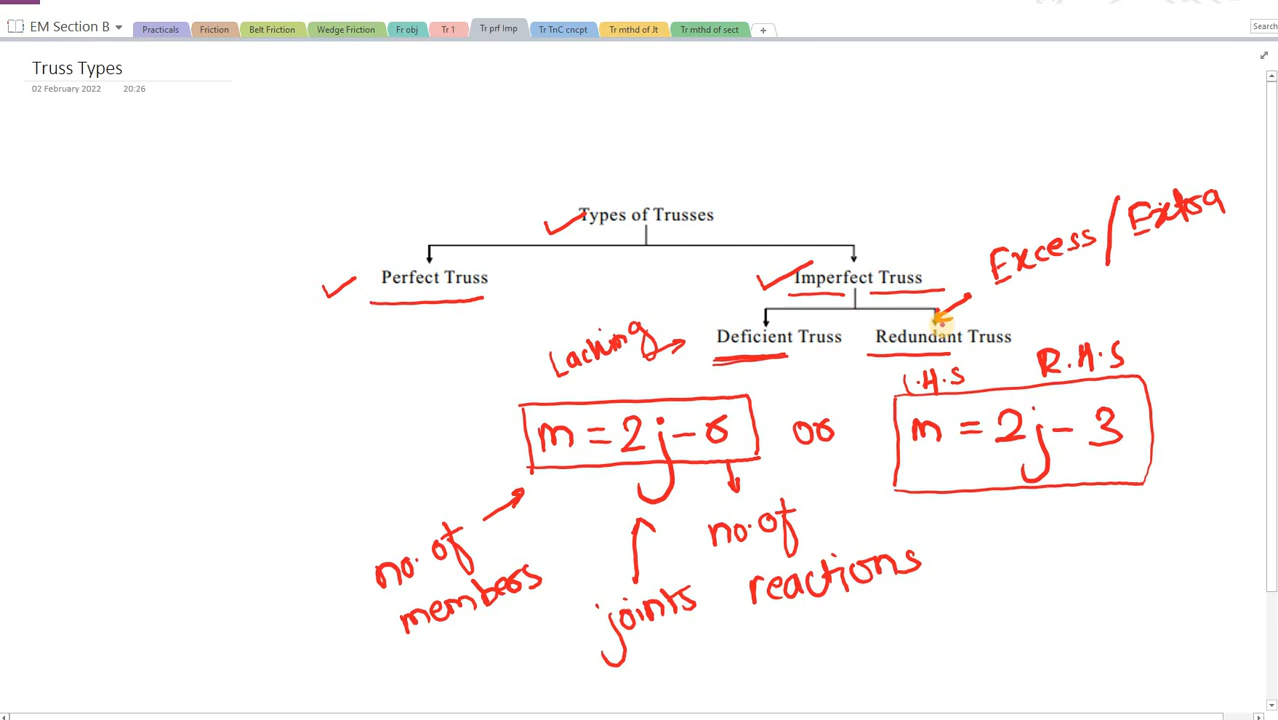 EM Section B
Practicals
Friction
Belt Friction
Wedge Friction
Fr obj
Tr 1
Tr prf Imp
Tr TnC cncpt
Tr mthd of Jt
Tr mthd of sect
Search
Truss Types
02 February 2022 20:26
Types of Trusses
Excess / Extra
Perfect Truss
Imperfect Truss
Lacking
Deficient Truss
Redundant Truss
L.H.S R.H.S
m = 2j - r or m = 2j - 3
no. of members
joints
no. of reactions